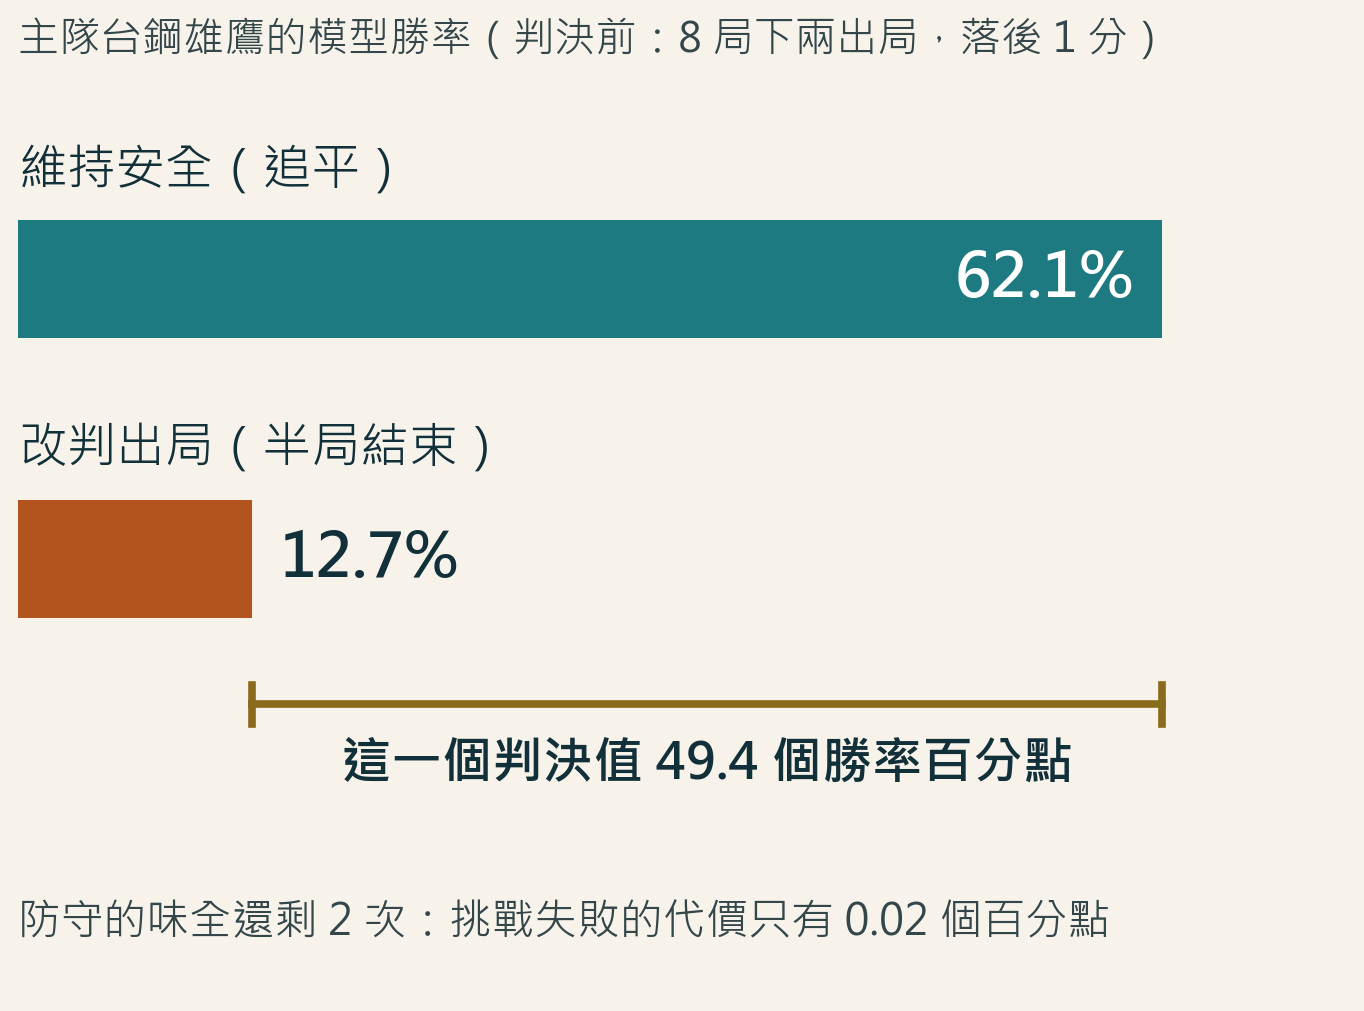 主隊台鋼雄鷹的模型勝率（判決前：8 局下兩出局，落後 1 分）
維持安全（追平）
62.1%
改判出局（半局結束）
12.7%
這一個判決值 49.4 個勝率百分點
防守的味全還剩 2 次：挑戰失敗的代價只有 0.02 個百分點